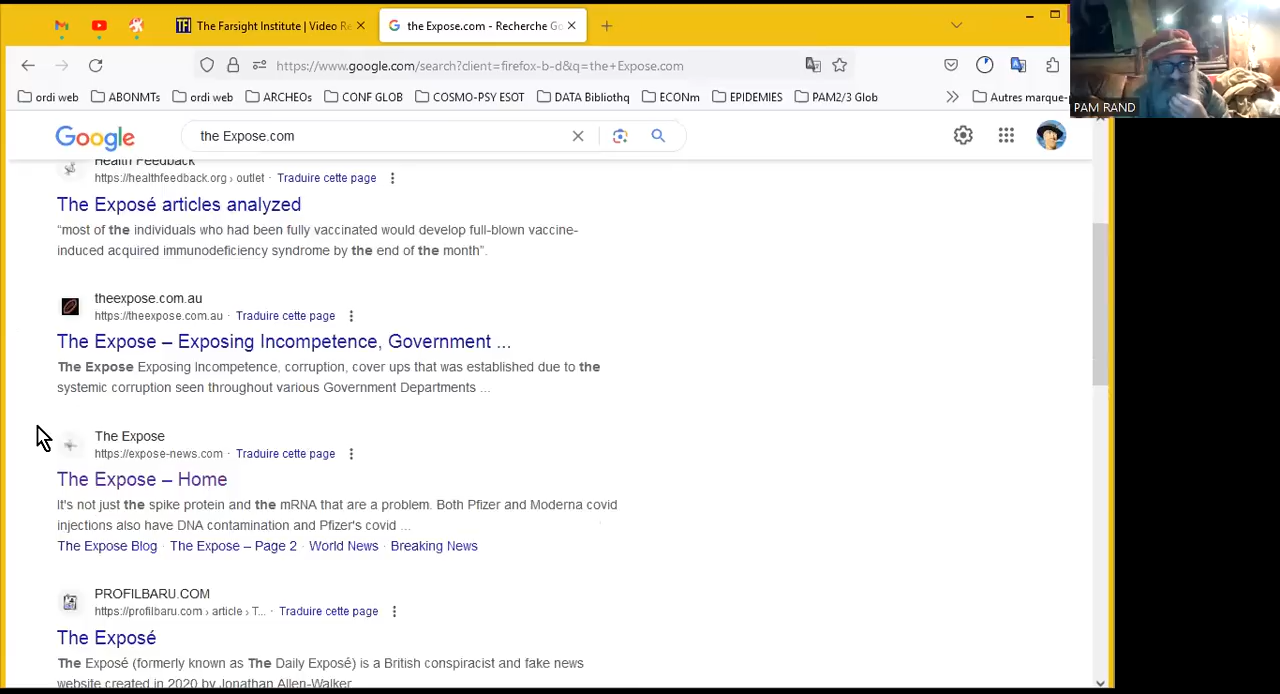 The Farsight Institute | Video Re
the Expose.com - Recherche Go
https://www.google.com/search?client=firefox-b-d&q=the+Expose.com
ordi web
ABONMTs
ordi web
ARCHEOs
CONF GLOB
COSMO-PSY ESOT
DATA Bibliothq
ECONm
EPIDEMIES
PAM2/3 Glob
Autres marque-
PAM RAND
Google
the Expose.com
Health Feedback
https://healthfeedback.org › outlet · Traduire cette page
The Exposé articles analyzed
“most of the individuals who had been fully vaccinated would develop full-blown vaccine-
induced acquired immunodeficiency syndrome by the end of the month”.
theexpose.com.au
https://theexpose.com.au · Traduire cette page
The Expose – Exposing Incompetence, Government ...
The Expose Exposing Incompetence, corruption, cover ups that was established due to the
systemic corruption seen throughout various Government Departments ...
The Expose
https://expose-news.com · Traduire cette page
The Expose – Home
It's not just the spike protein and the mRNA that are a problem. Both Pfizer and Moderna covid
injections also have DNA contamination and Pfizer's covid ...
The Expose Blog · The Expose – Page 2 · World News · Breaking News
PROFILBARU.COM
https://profilbaru.com › article › T... · Traduire cette page
The Exposé
The Exposé (formerly known as The Daily Exposé) is a British conspiracist and fake news
website created in 2020 by Jonathan Allen-Walker